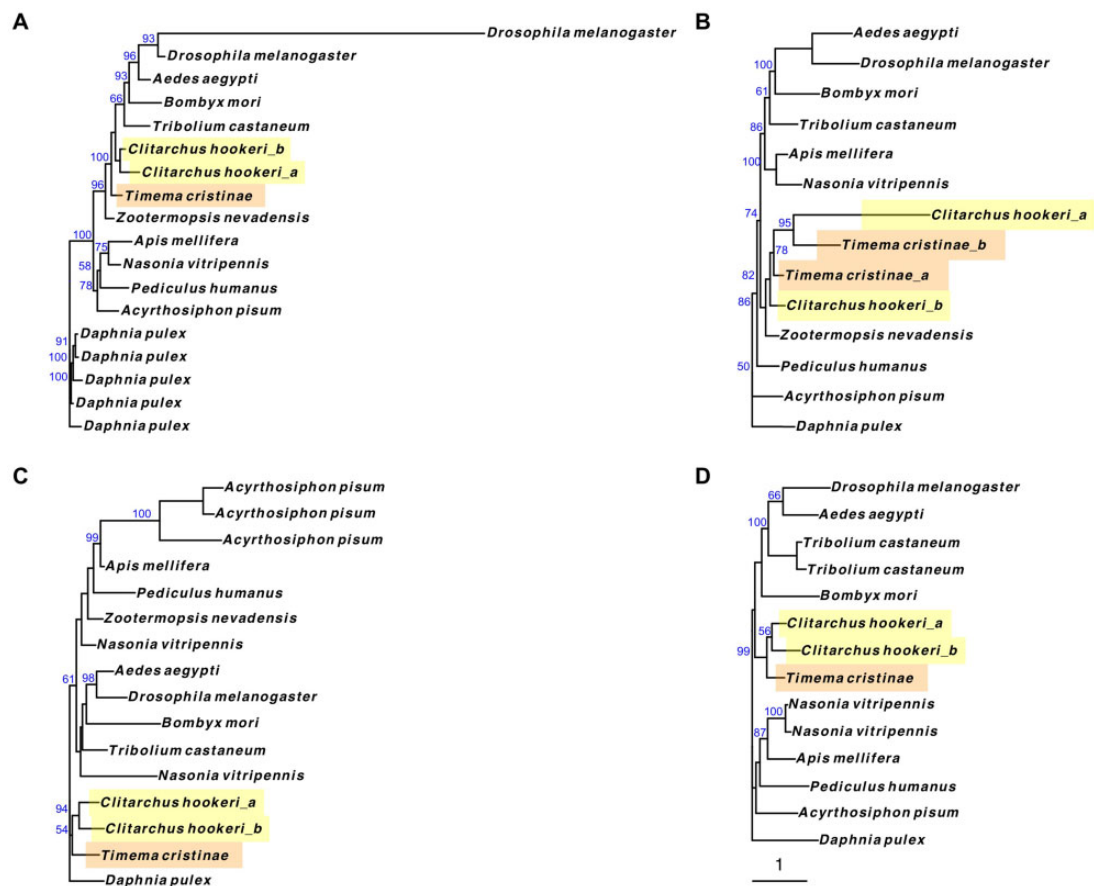 A
93
Drosophila melanogaster
96
Drosophila melanogaster
93
Aedes aegypti
66
Bombyx mori
Tribolium castaneum
100
Clitarchus hookeri_b
Clitarchus hookeri_a
96
Timema cristinae
Zootermopsis nevadensis
100
75
Apis mellifera
58
Nasonia vitripennis
78
Pediculus humanus
Acyrthosiphon pisum
91
Daphnia pulex
100
Daphnia pulex
100
Daphnia pulex
Daphnia pulex
Daphnia pulex
B
Aedes aegypti
100
Drosophila melanogaster
61
Bombyx mori
86
Tribolium castaneum
100
Apis mellifera
Nasonia vitripennis
74
95
Clitarchus hookeri_a
78
Timema cristinae_b
82
Timema cristinae_a
86
Clitarchus hookeri_b
Zootermopsis nevadensis
50
Pediculus humanus
Acyrthosiphon pisum
Daphnia pulex
C
Acyrthosiphon pisum
100
Acyrthosiphon pisum
99
Acyrthosiphon pisum
Apis mellifera
Pediculus humanus
Zootermopsis nevadensis
Nasonia vitripennis
61
98
Aedes aegypti
Drosophila melanogaster
Bombyx mori
Tribolium castaneum
Nasonia vitripennis
94
Clitarchus hookeri_a
54
Clitarchus hookeri_b
Timema cristinae
Daphnia pulex
D
66
Drosophila melanogaster
100
Aedes aegypti
Tribolium castaneum
Tribolium castaneum
Bombyx mori
56
Clitarchus hookeri_a
99
Clitarchus hookeri_b
Timema cristinae
100
Nasonia vitripennis
87
Nasonia vitripennis
Apis mellifera
Pediculus humanus
Acyrthosiphon pisum
Daphnia pulex
1